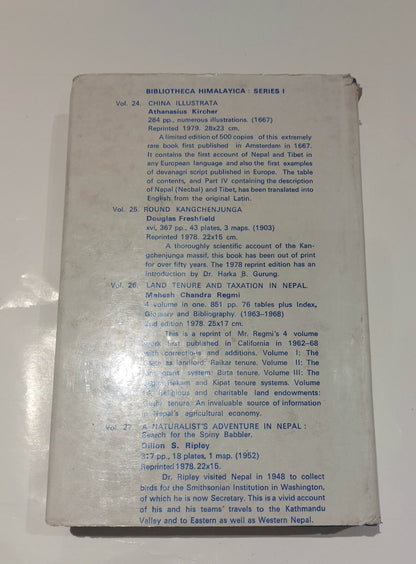 BIBLIOTHECA HIMALAYICA : SERIES I
Vol. 24. CHINA ILLUSTRATA
Athanasius Kircher
284 pp., numerous illustrations. (1667)
Reprinted 1979. 28x23 cm.
A limited edition of 500 copies of this extremely
rare book first published in Amsterdam in 1667.
It contains the first account of Nepal and Tibet in
any European language and also the first examples
of devanagri script published in Europe. The table
of contents, and Part IV containing the description
of Nepal (Necbal) and Tibet, has been translated into
English from the original Latin.
Vol. 25. ROUND KANGCHENJUNGA
Douglas Freshfield
xvi, 367 pp., 43 plates, 3 maps. (1903)
Reprinted 1978. 22x15 cm.
A thoroughly scientific account of the Kan-
gchenjunga massif, this book has been out of print
for over fifty years. The 1978 reprint edition has an
introduction by Dr. Harka B. Gurung.
Vol. 26. LAND TENURE AND TAXATION IN NEPAL
Mahesh Chandra Regmi
4 volume in one. 851 pp. 76 tables plus Index,
Glossary and Bibliography. (1963–1968)
2nd edition 1978. 25x17 cm.
This is a reprint of Mr. Regmi's 4 volume
work first published in California in 1962–68
with corrections and additions. Volume I; The
State as landlord: Raikar tenure. Volume II: The
grant system: Birta tenure. Volume III: The
Rakam and Kipat tenure systems. Volume
religious and charitable land endowments:
Guthi tenure. An invaluable source of information
in Nepal's agricultural economy.
Vol. 27. A NATURALIST'S ADVENTURE IN NEPAL :
Search for the Spiny Babbler.
Dillon S. Ripley
317 pp., 18 plates, 1 map. (1952)
Reprinted 1978. 22x15.
Dr. Ripley visited Nepal in 1948 to collect
birds for the Smithsonian Institution in Washington,
of which he is now Secretary. This is a vivid account
of his and his teams' travels to the Kathmandu
Valley and to Eastern as well as Western Nepal.